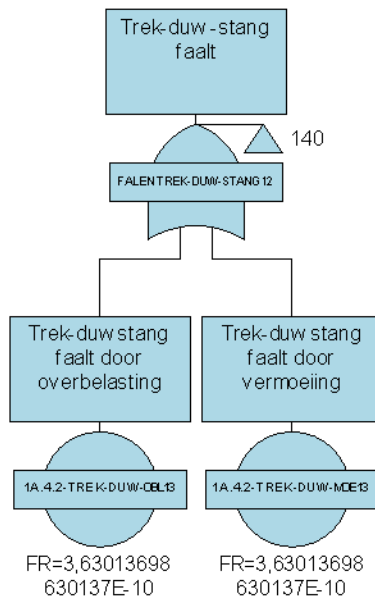 Trek-duw-stang
faalt
140
FALENTREK-DUW-STANG12
Trek-duw stang
faalt door
overbelasting
Trek-duw stang
faalt door
vermoeiing
1A.4.2-TREK-DUW-OBL13
1A.4.2-TREK-DUW-MOE13
FR=3,63013698
630137E-10
FR=3,63013698
630137E-10